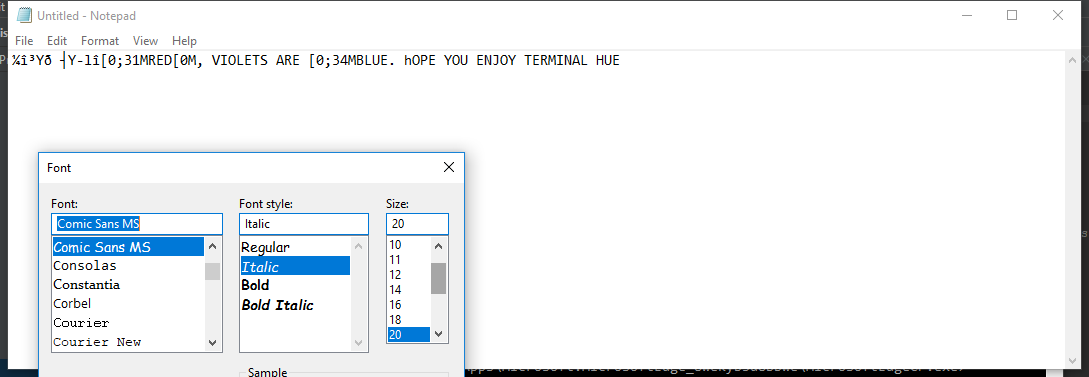 Untitled - Notepad
File Edit Format View Help
¼î³Yð ┤Y-lî[0;31MRED[0M, VIOLETS ARE [0;34MBLUE. hOPE YOU ENJOY TERMINAL HUE
Font
Font: Font style: Size:
Comic Sans MS Italic 20
Comic Sans MS Regular 10
Consolas Italic 11
Constantia Bold 12
Corbel Bold Italic 14
Courier 16
Courier New 18
20
Sample